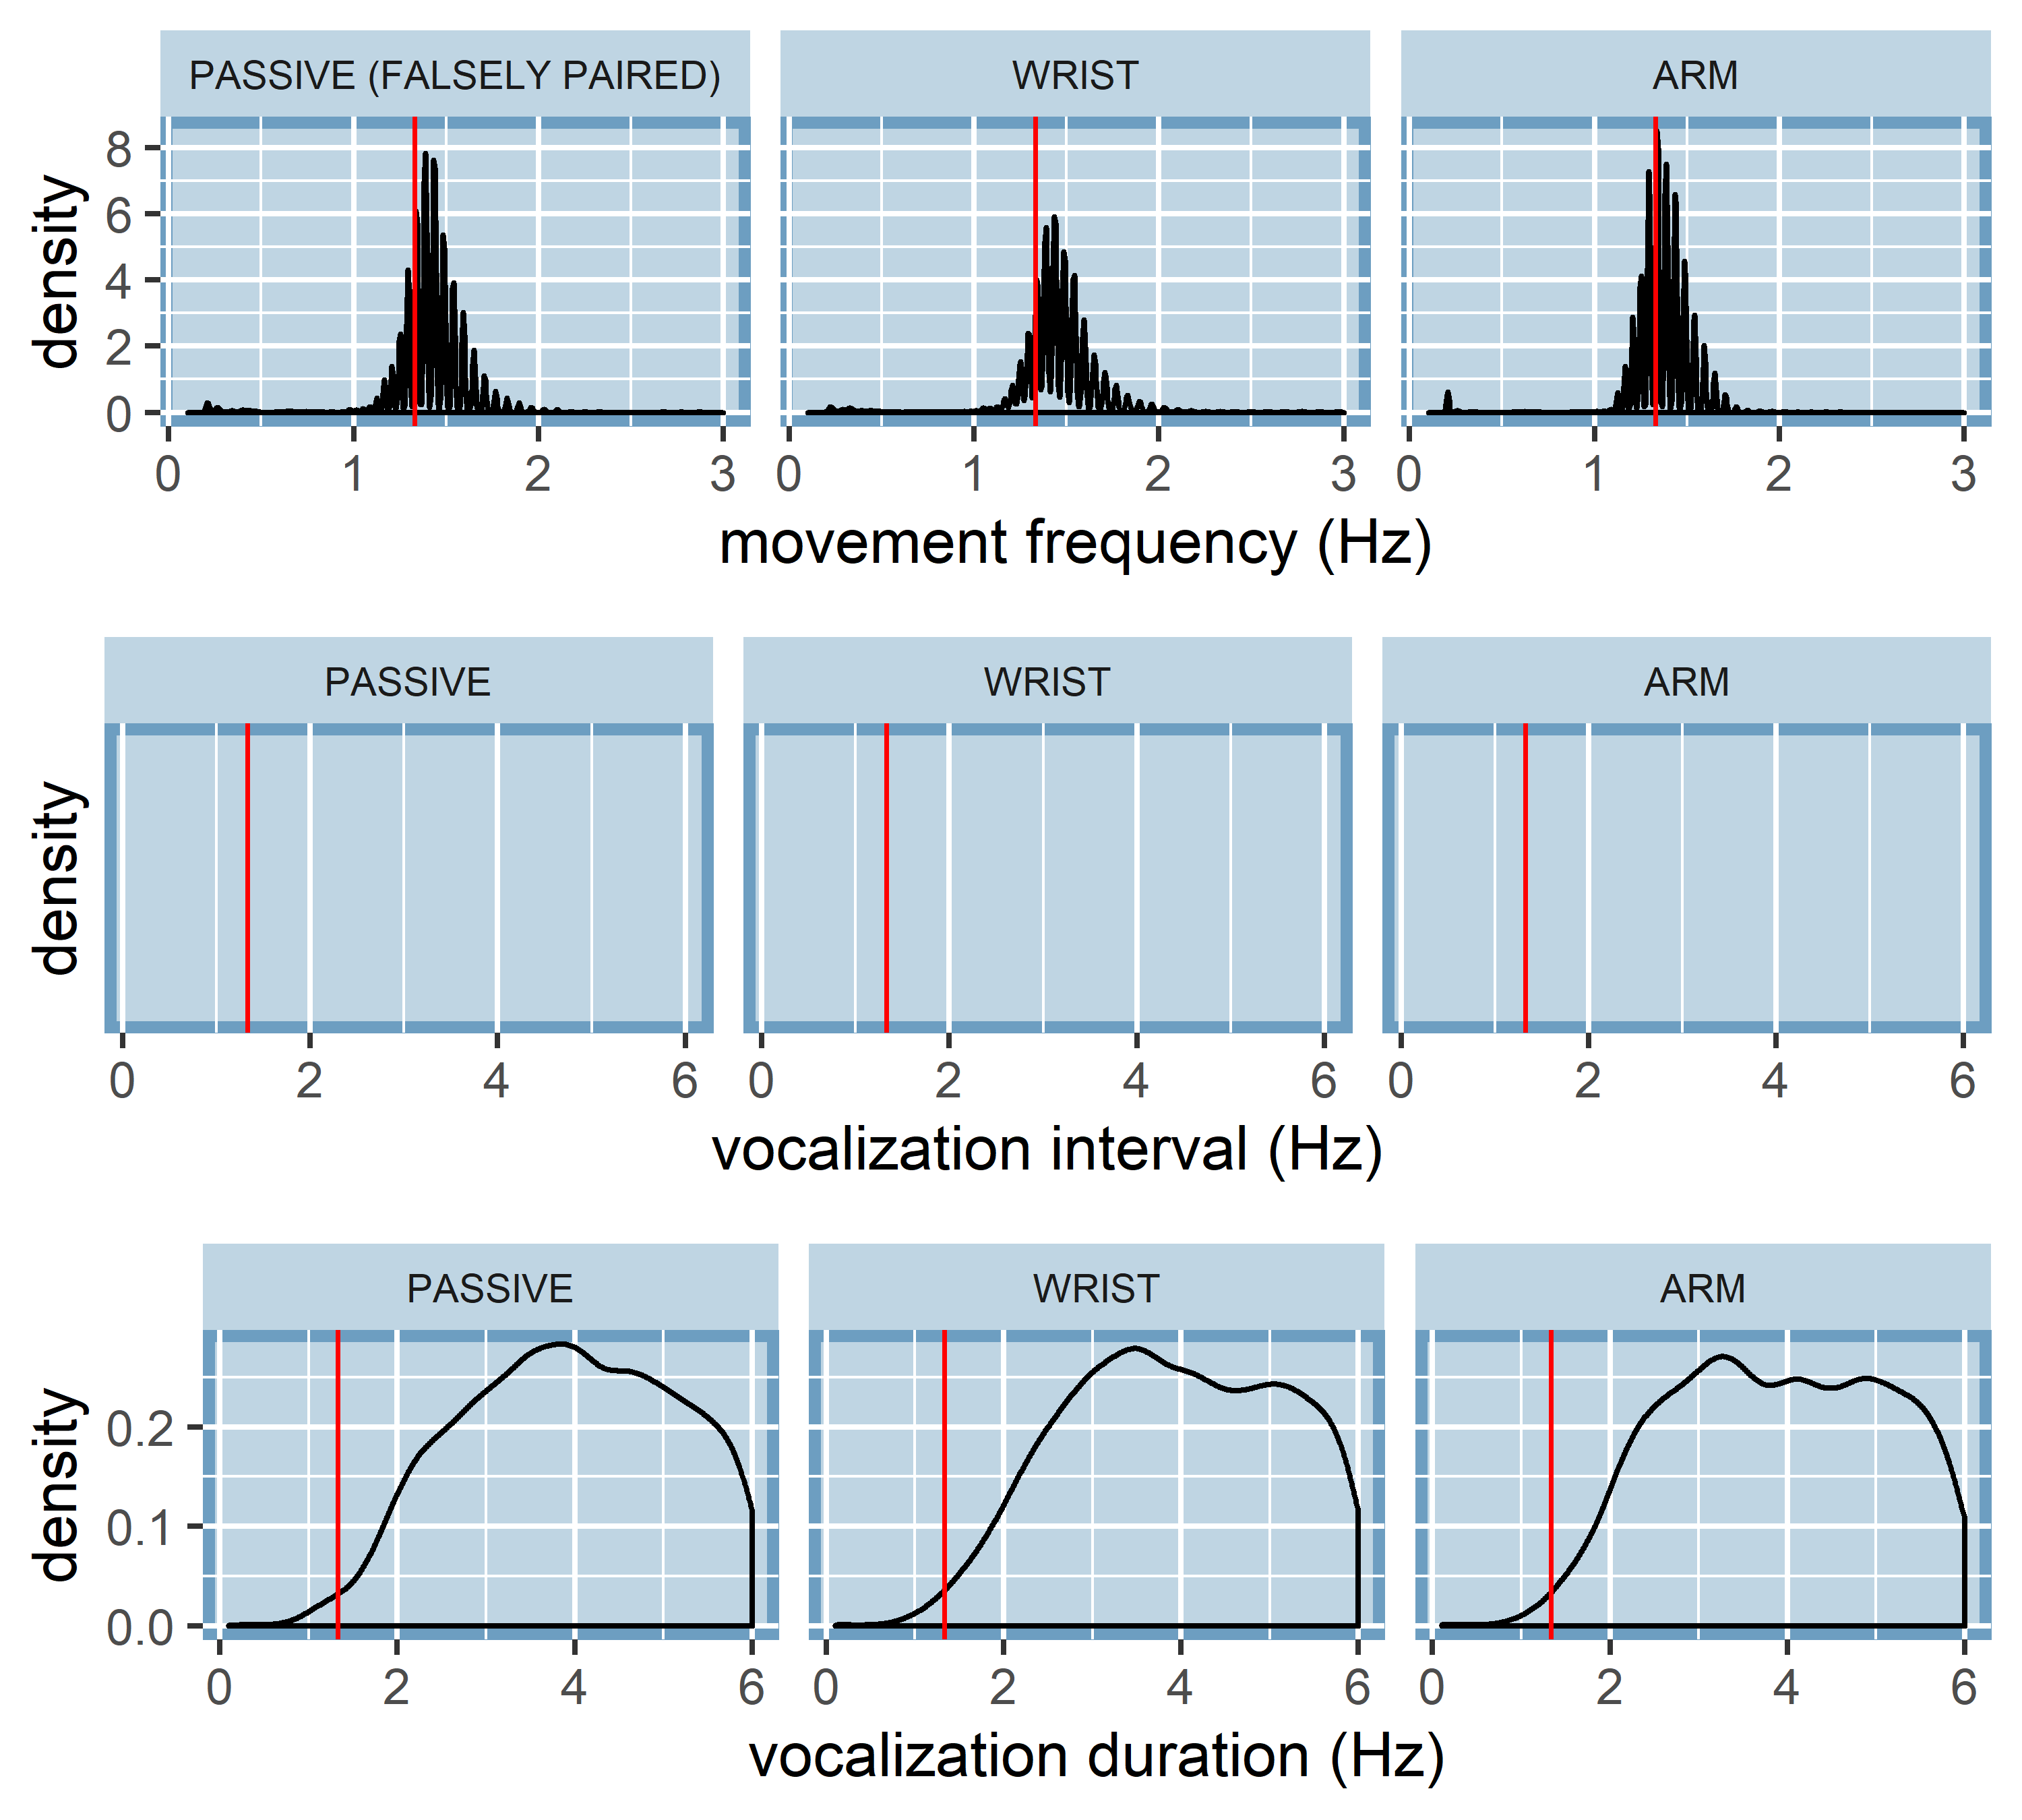 PASSIVE (FALSELY PAIRED) WRIST ARM
density
8
6
4
2
0
0 1 2 3 0 1 2 3 0 1 2 3
movement frequency (Hz)
PASSIVE WRIST ARM
density
0 2 4 6 0 2 4 6 0 2 4 6
vocalization interval (Hz)
PASSIVE WRIST ARM
density
0.2
0.1
0.0
0 2 4 6 0 2 4 6 0 2 4 6
vocalization duration (Hz)